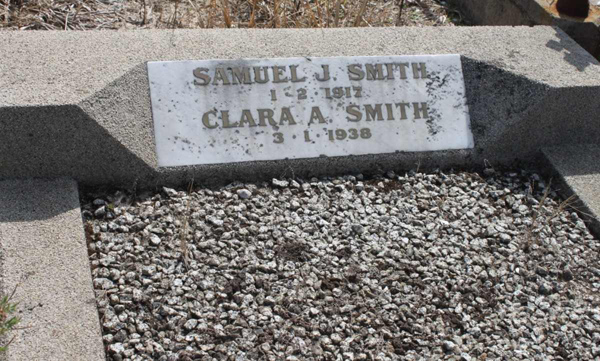 SAMUEL J. SMITH
1 2 1917
CLARA A. SMITH
3 1. 1938